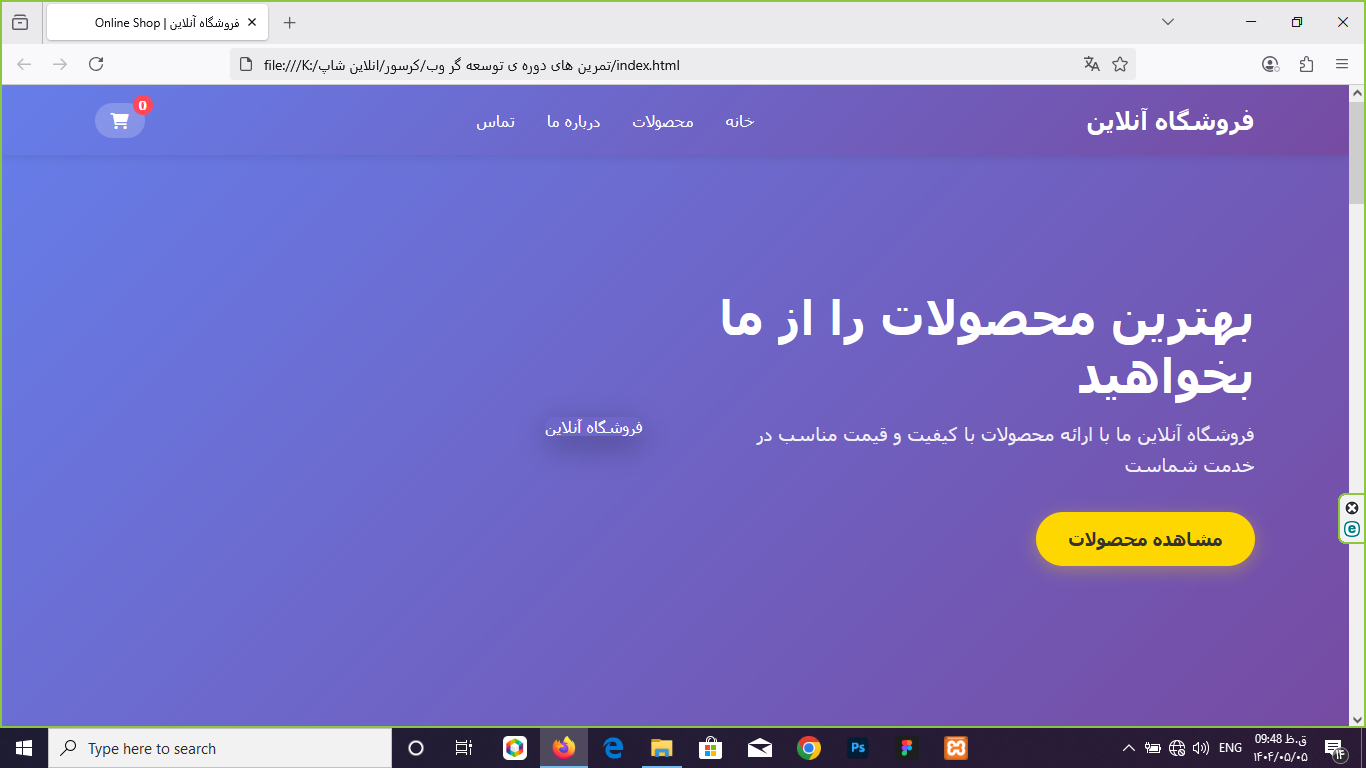 فروشگاه آنلاین | Online Shop
file:///K:/تمرین های دوره ی توسعه گر وب/کرسور/انلاین شاپ/index.html
فروشگاه آنلاین
خانه
محصولات
درباره ما
تماس
0
بهترین محصولات را از ما
بخواهید
فروشگاه آنلاین ما با ارائه محصولات با کیفیت و قیمت مناسب در
خدمت شماست
مشاهده محصولات
فروشگاه آنلاین
Type here to search
Ps
ENG
09:48 ق.ظ
۱۴۰۴/۰۵/۰۵
۱۴